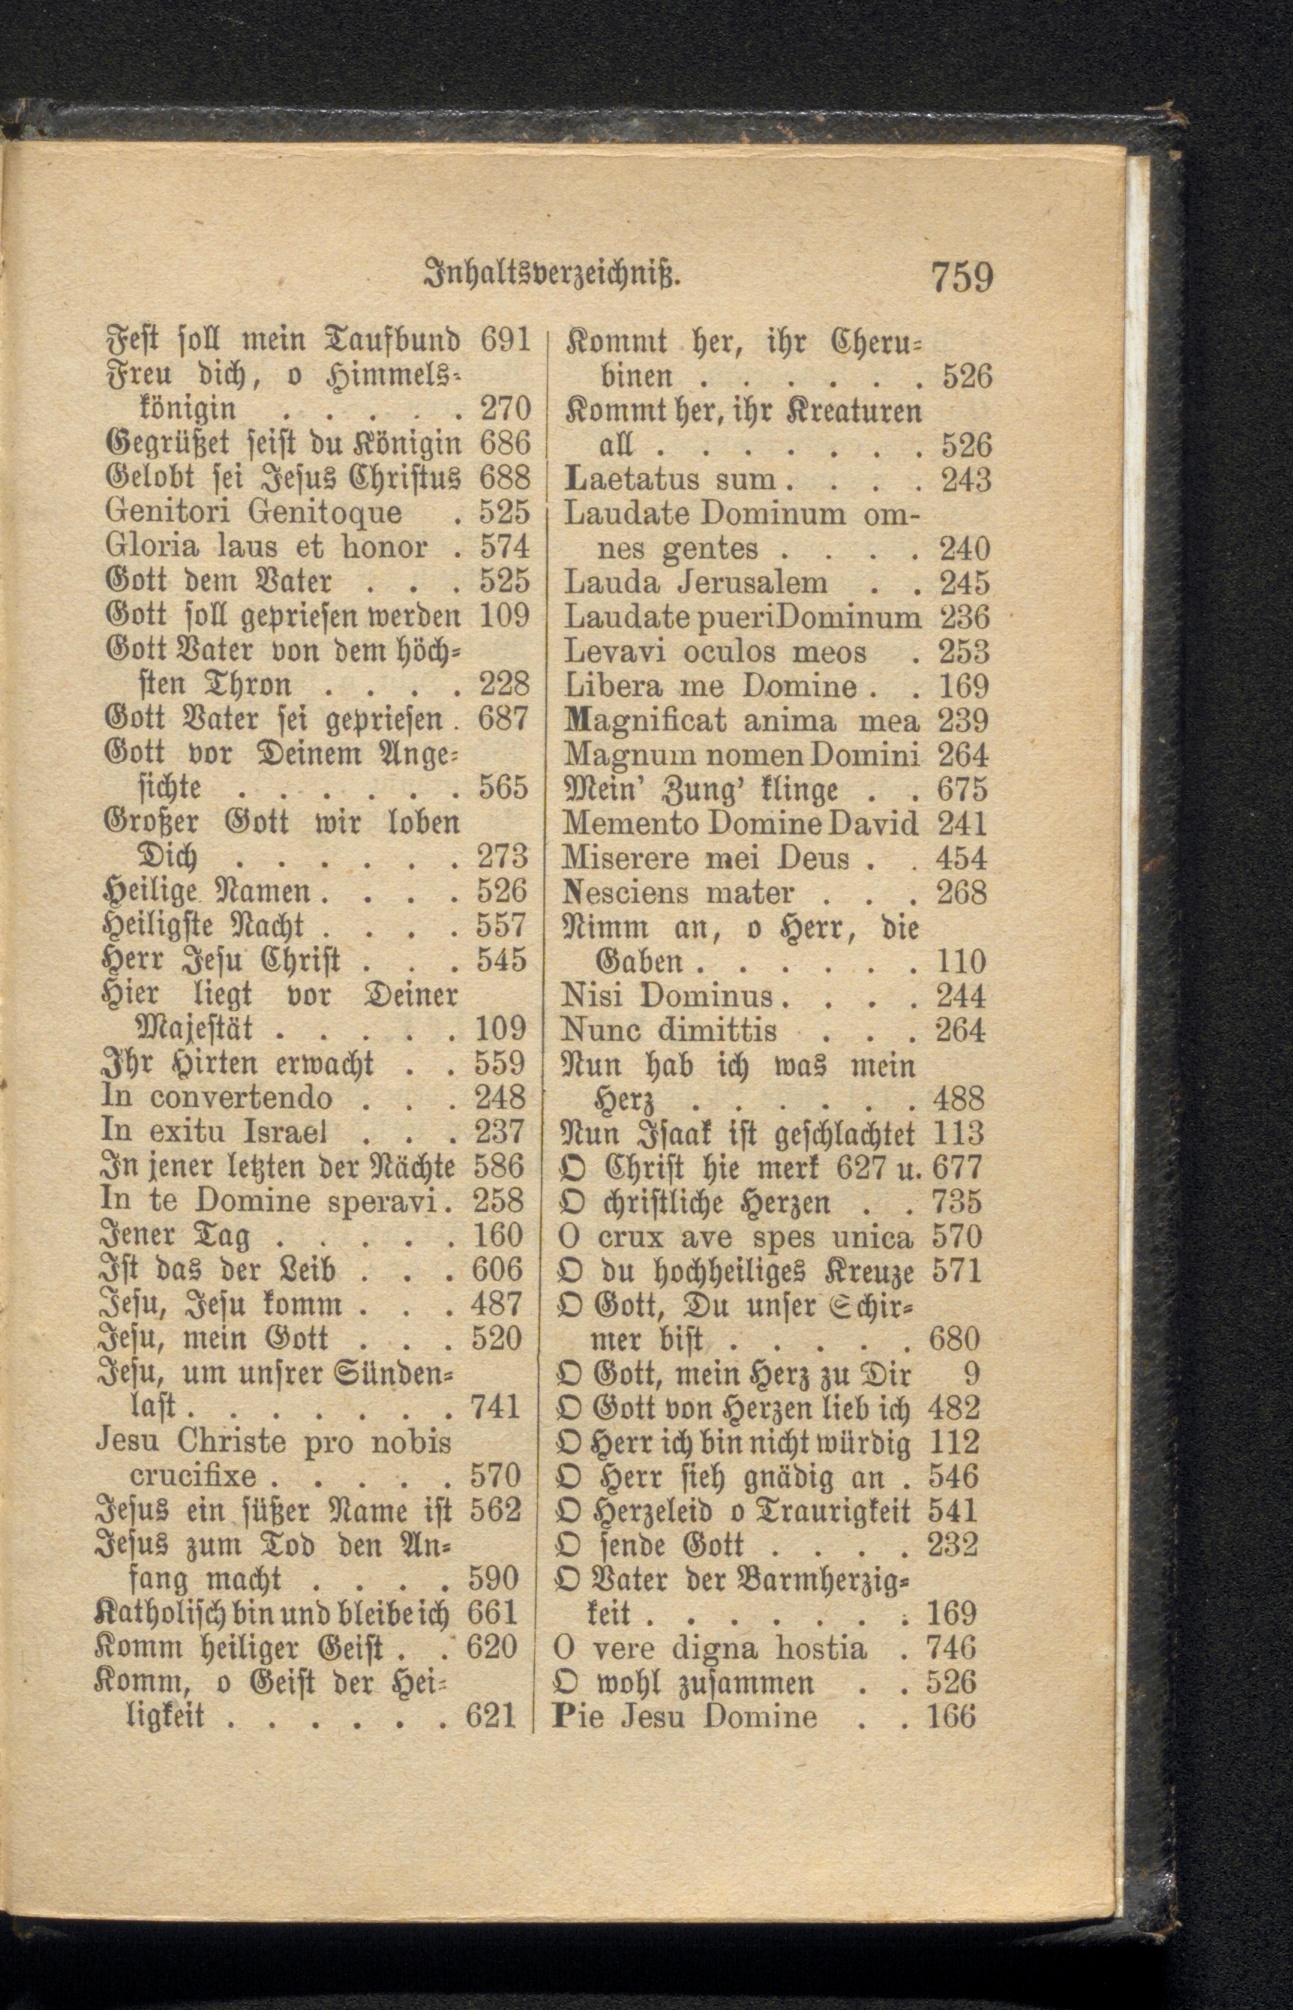 Inhaltsverzeichniß. 759
Fest soll mein Taufbund 691
Freu dich, o Himmels-
königin . . . . . 270
Gegrüßet seist du Königin 686
Gelobt sei Jesus Christus 688
Genitori Genitoque . 525
Gloria laus et honor . 574
Gott dem Vater . . . 525
Gott soll gepriesen werden 109
Gott Vater von dem höch-
sten Thron . . . . 228
Gott Vater sei gepriesen . 687
Gott vor Deinem Ange-
sichte . . . . . . 565
Großer Gott wir loben
Dich . . . . . . 273
Heilige Namen . . . . 526
Heiligste Nacht . . . . 557
Herr Jesu Christ . . . 545
Hier liegt vor Deiner
Majestät . . . . . 109
Ihr Hirten erwacht . . 559
In convertendo . . . 248
In exitu Israel . . . 237
In jener letzten der Nächte 586
In te Domine speravi . 258
Jener Tag . . . . . 160
Ist das der Leib . . . 606
Jesu, Jesu komm . . . 487
Jesu, mein Gott . . . 520
Jesu, um unsrer Sünden-
last . . . . . . . 741
Jesu Christe pro nobis
crucifixe . . . . . 570
Jesus ein süßer Name ist 562
Jesus zum Tod den An-
fang macht . . . . 590
Katholisch bin und bleibe ich 661
Komm heiliger Geist . . 620
Komm, o Geist der Hei-
ligkeit . . . . . . 621
Kommt her, ihr Cheru-
binen . . . . . . 526
Kommt her, ihr Kreaturen
all . . . . . . . 526
Laetatus sum . . . . 243
Laudate Dominum om-
nes gentes . . . . 240
Lauda Jerusalem . . 245
Laudate pueri Dominum 236
Levavi oculos meos . 253
Libera me Domine . . 169
Magnificat anima mea 239
Magnum nomen Domini 264
Mein' Zung' klinge . . 675
Memento Domine David 241
Miserere mei Deus . . 454
Nesciens mater . . . 268
Nimm an, o Herr, die
Gaben . . . . . . 110
Nisi Dominus . . . . 244
Nunc dimittis . . . 264
Nun hab ich was mein
Herz . . . . . . 488
Nun Isaak ist geschlachtet 113
O Christ hie merk 627 u. 677
O christliche Herzen . . 735
O crux ave spes unica 570
O du hochheiliges Kreuze 571
O Gott, Du unser Schir-
mer bist . . . . . 680
O Gott, mein Herz zu Dir 9
O Gott von Herzen lieb ich 482
O Herr ich bin nicht würdig 112
O Herr sieh gnädig an . 546
O Herzeleid o Traurigkeit 541
O sende Gott . . . . 232
O Vater der Barmherzig-
keit . . . . . . . 169
O vere digna hostia . 746
O wohl zusammen . . 526
Pie Jesu Domine . . 166